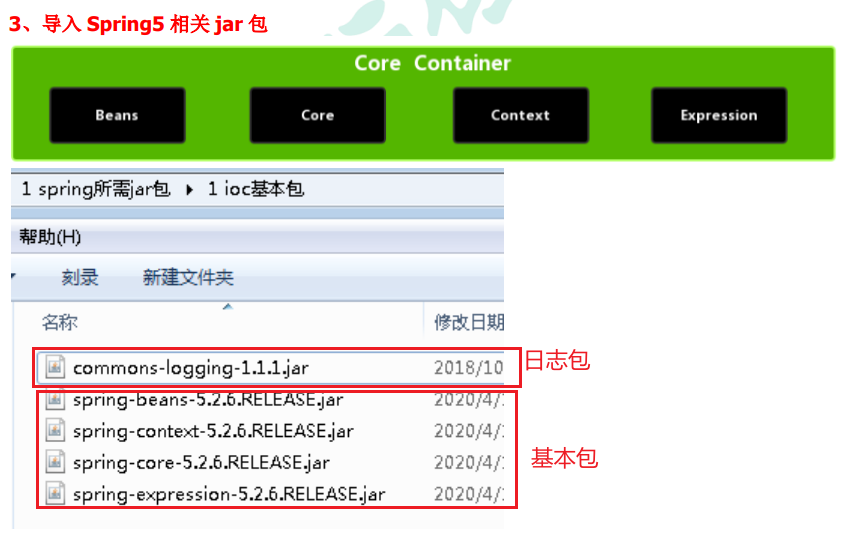 3、导入 Spring5 相关 jar 包
Core Container
Beans
Core
Context
Expression
1 spring所需jar包 ▸ 1 ioc基本包
帮助(H)
刻录 新建文件夹
名称 修改日期
commons-logging-1.1.1.jar 2018/10
日志包
spring-beans-5.2.6.RELEASE.jar 2020/4/
spring-context-5.2.6.RELEASE.jar 2020/4/
基本包
spring-core-5.2.6.RELEASE.jar 2020/4/
spring-expression-5.2.6.RELEASE.jar 2020/4/